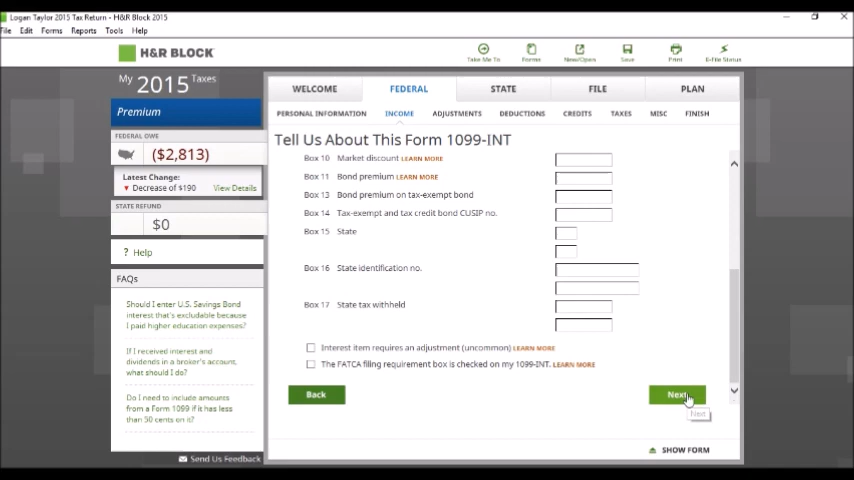 Logan Taylor 2015 Tax Return - H&R Block 2015
File Edit Forms Reports Tools Help
H&R BLOCK
Take Me To Forms New/Open Save Print E-File Status
My 2015 Taxes
Premium
FEDERAL OWE
($2,813)
Latest Change:
Decrease of $190 View Details
STATE REFUND
$0
? Help
FAQs
Should I enter U.S. Savings Bond
interest that's excludable because
I paid higher education expenses?
If I received interest and
dividends in a broker's account,
what should I do?
Do I need to include amounts
from a Form 1099 if it has less
than 50 cents on it?
Send Us Feedback
WELCOME FEDERAL STATE FILE PLAN
PERSONAL INFORMATION INCOME ADJUSTMENTS DEDUCTIONS CREDITS TAXES MISC FINISH
Tell Us About This Form 1099-INT
Box 10 Market discount LEARN MORE
Box 11 Bond premium LEARN MORE
Box 13 Bond premium on tax-exempt bond
Box 14 Tax-exempt and tax credit bond CUSIP no.
Box 15 State
Box 16 State identification no.
Box 17 State tax withheld
Interest item requires an adjustment (uncommon) LEARN MORE
The FATCA filing requirement box is checked on my 1099-INT. LEARN MORE
Back Next
Next
SHOW FORM